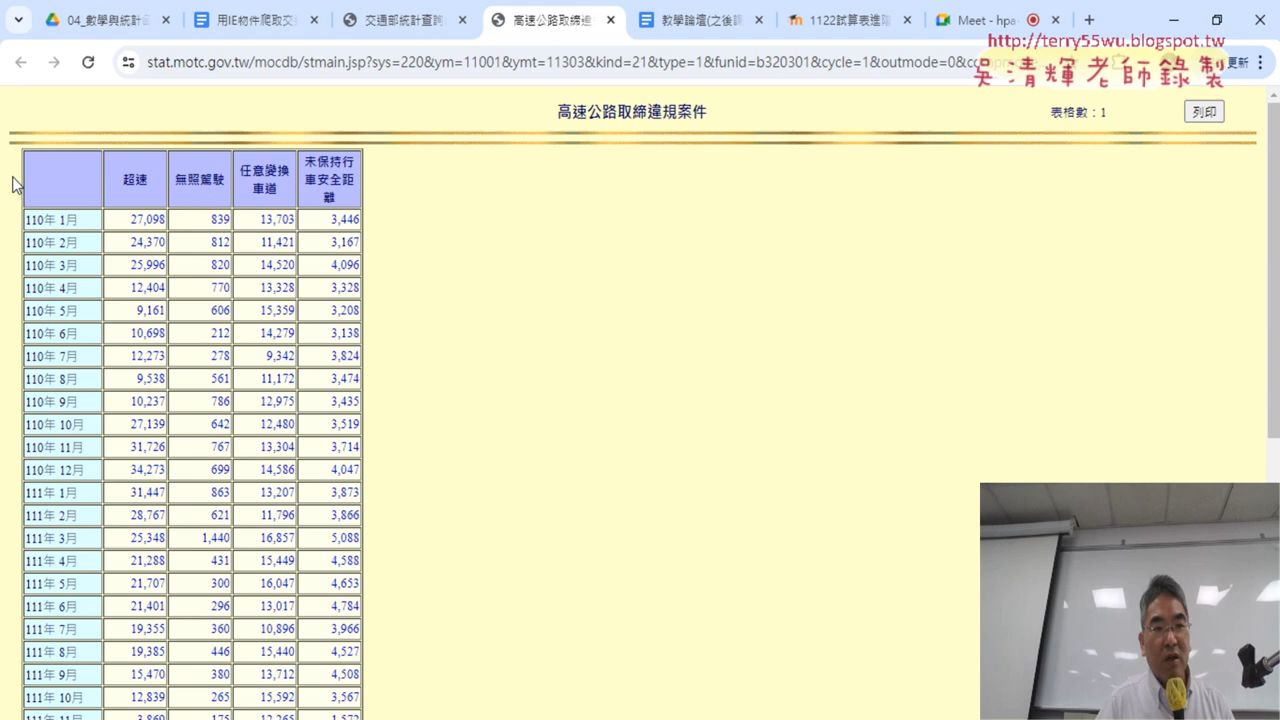 04_數學與統計函
用IE物件爬取交
交通部統計查詢
高速公路取締違
教學論壇(之後
1122試算表進階
Meet - hpa
http://terry55wu.blogspot.tw
stat.motc.gov.tw/mocdb/stmain.jsp?sys=220&ym=11001&ymt=11303&kind=21&type=1&funid=b320301&cycle=1&outmode=0&co
更新
吳清輝老師錄製
高速公路取締違規案件
表格數：1
列印
超速 無照駕駛 任意變換車道 未保持行車安全距離
110年 1月 27,098 839 13,703 3,446
110年 2月 24,370 812 11,421 3,167
110年 3月 25,996 820 14,520 4,096
110年 4月 12,404 770 13,328 3,328
110年 5月 9,161 606 15,359 3,208
110年 6月 10,698 212 14,279 3,138
110年 7月 12,273 278 9,342 3,824
110年 8月 9,538 561 11,172 3,474
110年 9月 10,237 786 12,975 3,435
110年 10月 27,139 642 12,480 3,519
110年 11月 31,726 767 13,304 3,714
110年 12月 34,273 699 14,586 4,047
111年 1月 31,447 863 13,207 3,873
111年 2月 28,767 621 11,796 3,866
111年 3月 25,348 1,440 16,857 5,088
111年 4月 21,288 431 15,449 4,588
111年 5月 21,707 300 16,047 4,653
111年 6月 21,401 296 13,017 4,784
111年 7月 19,355 360 10,896 3,966
111年 8月 19,385 446 15,440 4,527
111年 9月 15,470 380 13,712 4,508
111年 10月 12,839 265 15,592 3,567
111年 11月 3,869 175 12,265 1,572